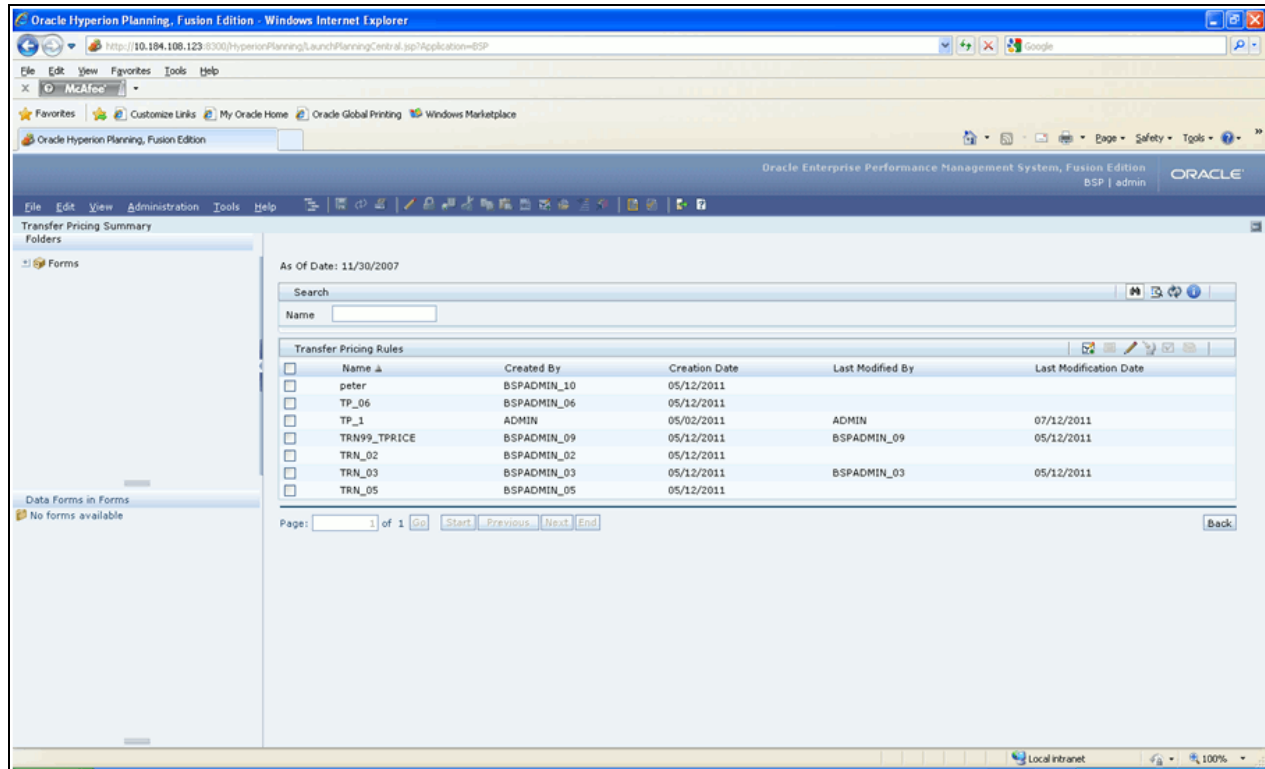 Oracle Hyperion Planning, Fusion Edition - Windows Internet Explorer
http://10.184.108.123:8300/HyperionPlanning/LaunchPlanningCentral.jsp?Application=BSP
Google
File Edit View Favorites Tools Help
X McAfee
Favorites Customize Links My Oracle Home Oracle Global Printing Windows Marketplace
Oracle Hyperion Planning, Fusion Edition
Page Safety Tools
Oracle Enterprise Performance Management System, Fusion Edition
BSP | admin
ORACLE
File Edit View Administration Tools Help
Transfer Pricing Summary
Folders
Forms
As Of Date: 11/30/2007
Search
Name
Transfer Pricing Rules
Name Created By Creation Date Last Modified By Last Modification Date
peter BSPADMIN_10 05/12/2011
TP_06 BSPADMIN_06 05/12/2011
TP_1 ADMIN 05/02/2011 ADMIN 07/12/2011
TRN99_TPRICE BSPADMIN_09 05/12/2011 BSPADMIN_09 05/12/2011
TRN_02 BSPADMIN_02 05/12/2011
TRN_03 BSPADMIN_03 05/12/2011 BSPADMIN_03 05/12/2011
TRN_05 BSPADMIN_05 05/12/2011
Data Forms in Forms
No forms available
Page: 1 of 1 Go Start Previous Next End
Back
Local intranet
100%